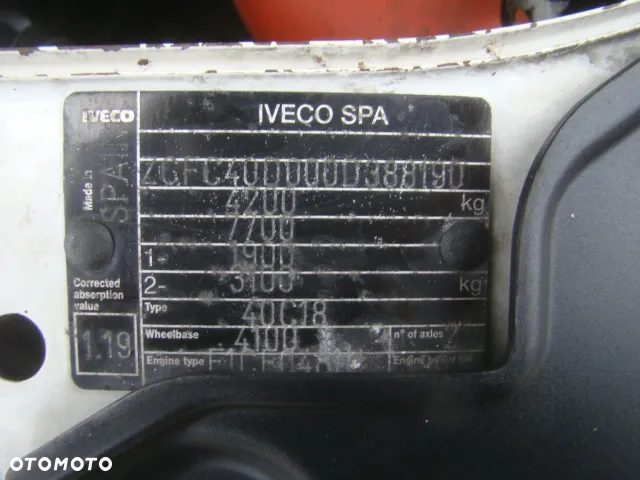 IVECO
IVECO SPA
Made in
SPAIN
ZCFC40D000D388190
4200 kg
7700
1- 1900
2- 3100 kg
Corrected
absorption
value
1.19
Type 40C18
Wheelbase 4100 n° of axles 2
Engine type Engine power kW
OTOMOTO